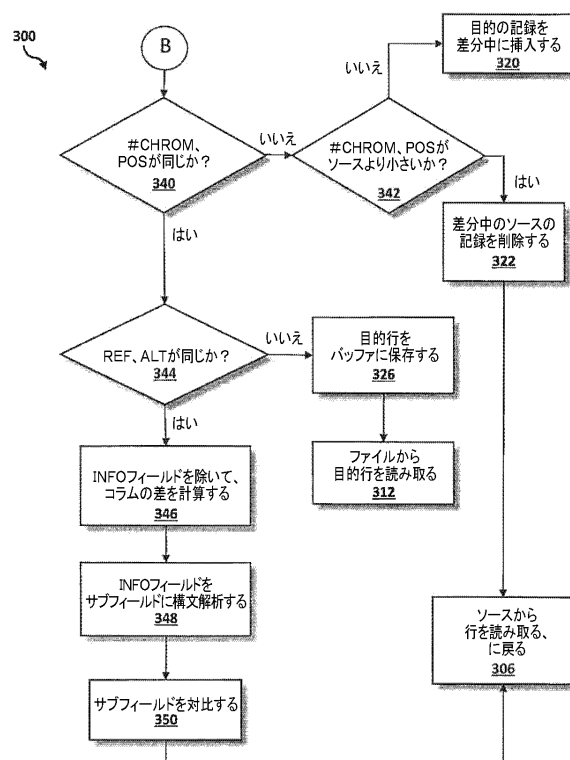 300
B
目的の記録を
差分中に挿入する
320
いいえ
#CHROM、
POSが同じか？
340
いいえ
#CHROM、POSが
ソースより小さいか？
342
はい
はい
差分中のソースの
記録を削除する
322
REF、ALTが同じか？
344
いいえ
目的行を
バッファに保存する
326
はい
ファイルから
目的行を読み取る
312
INFOフィールドを除いて、
コラムの差を計算する
346
INFOフィールドを
サブフィールドに構文解析する
348
ソースから
行を読み取る、
に戻る
306
サブフィールドを対比する
350